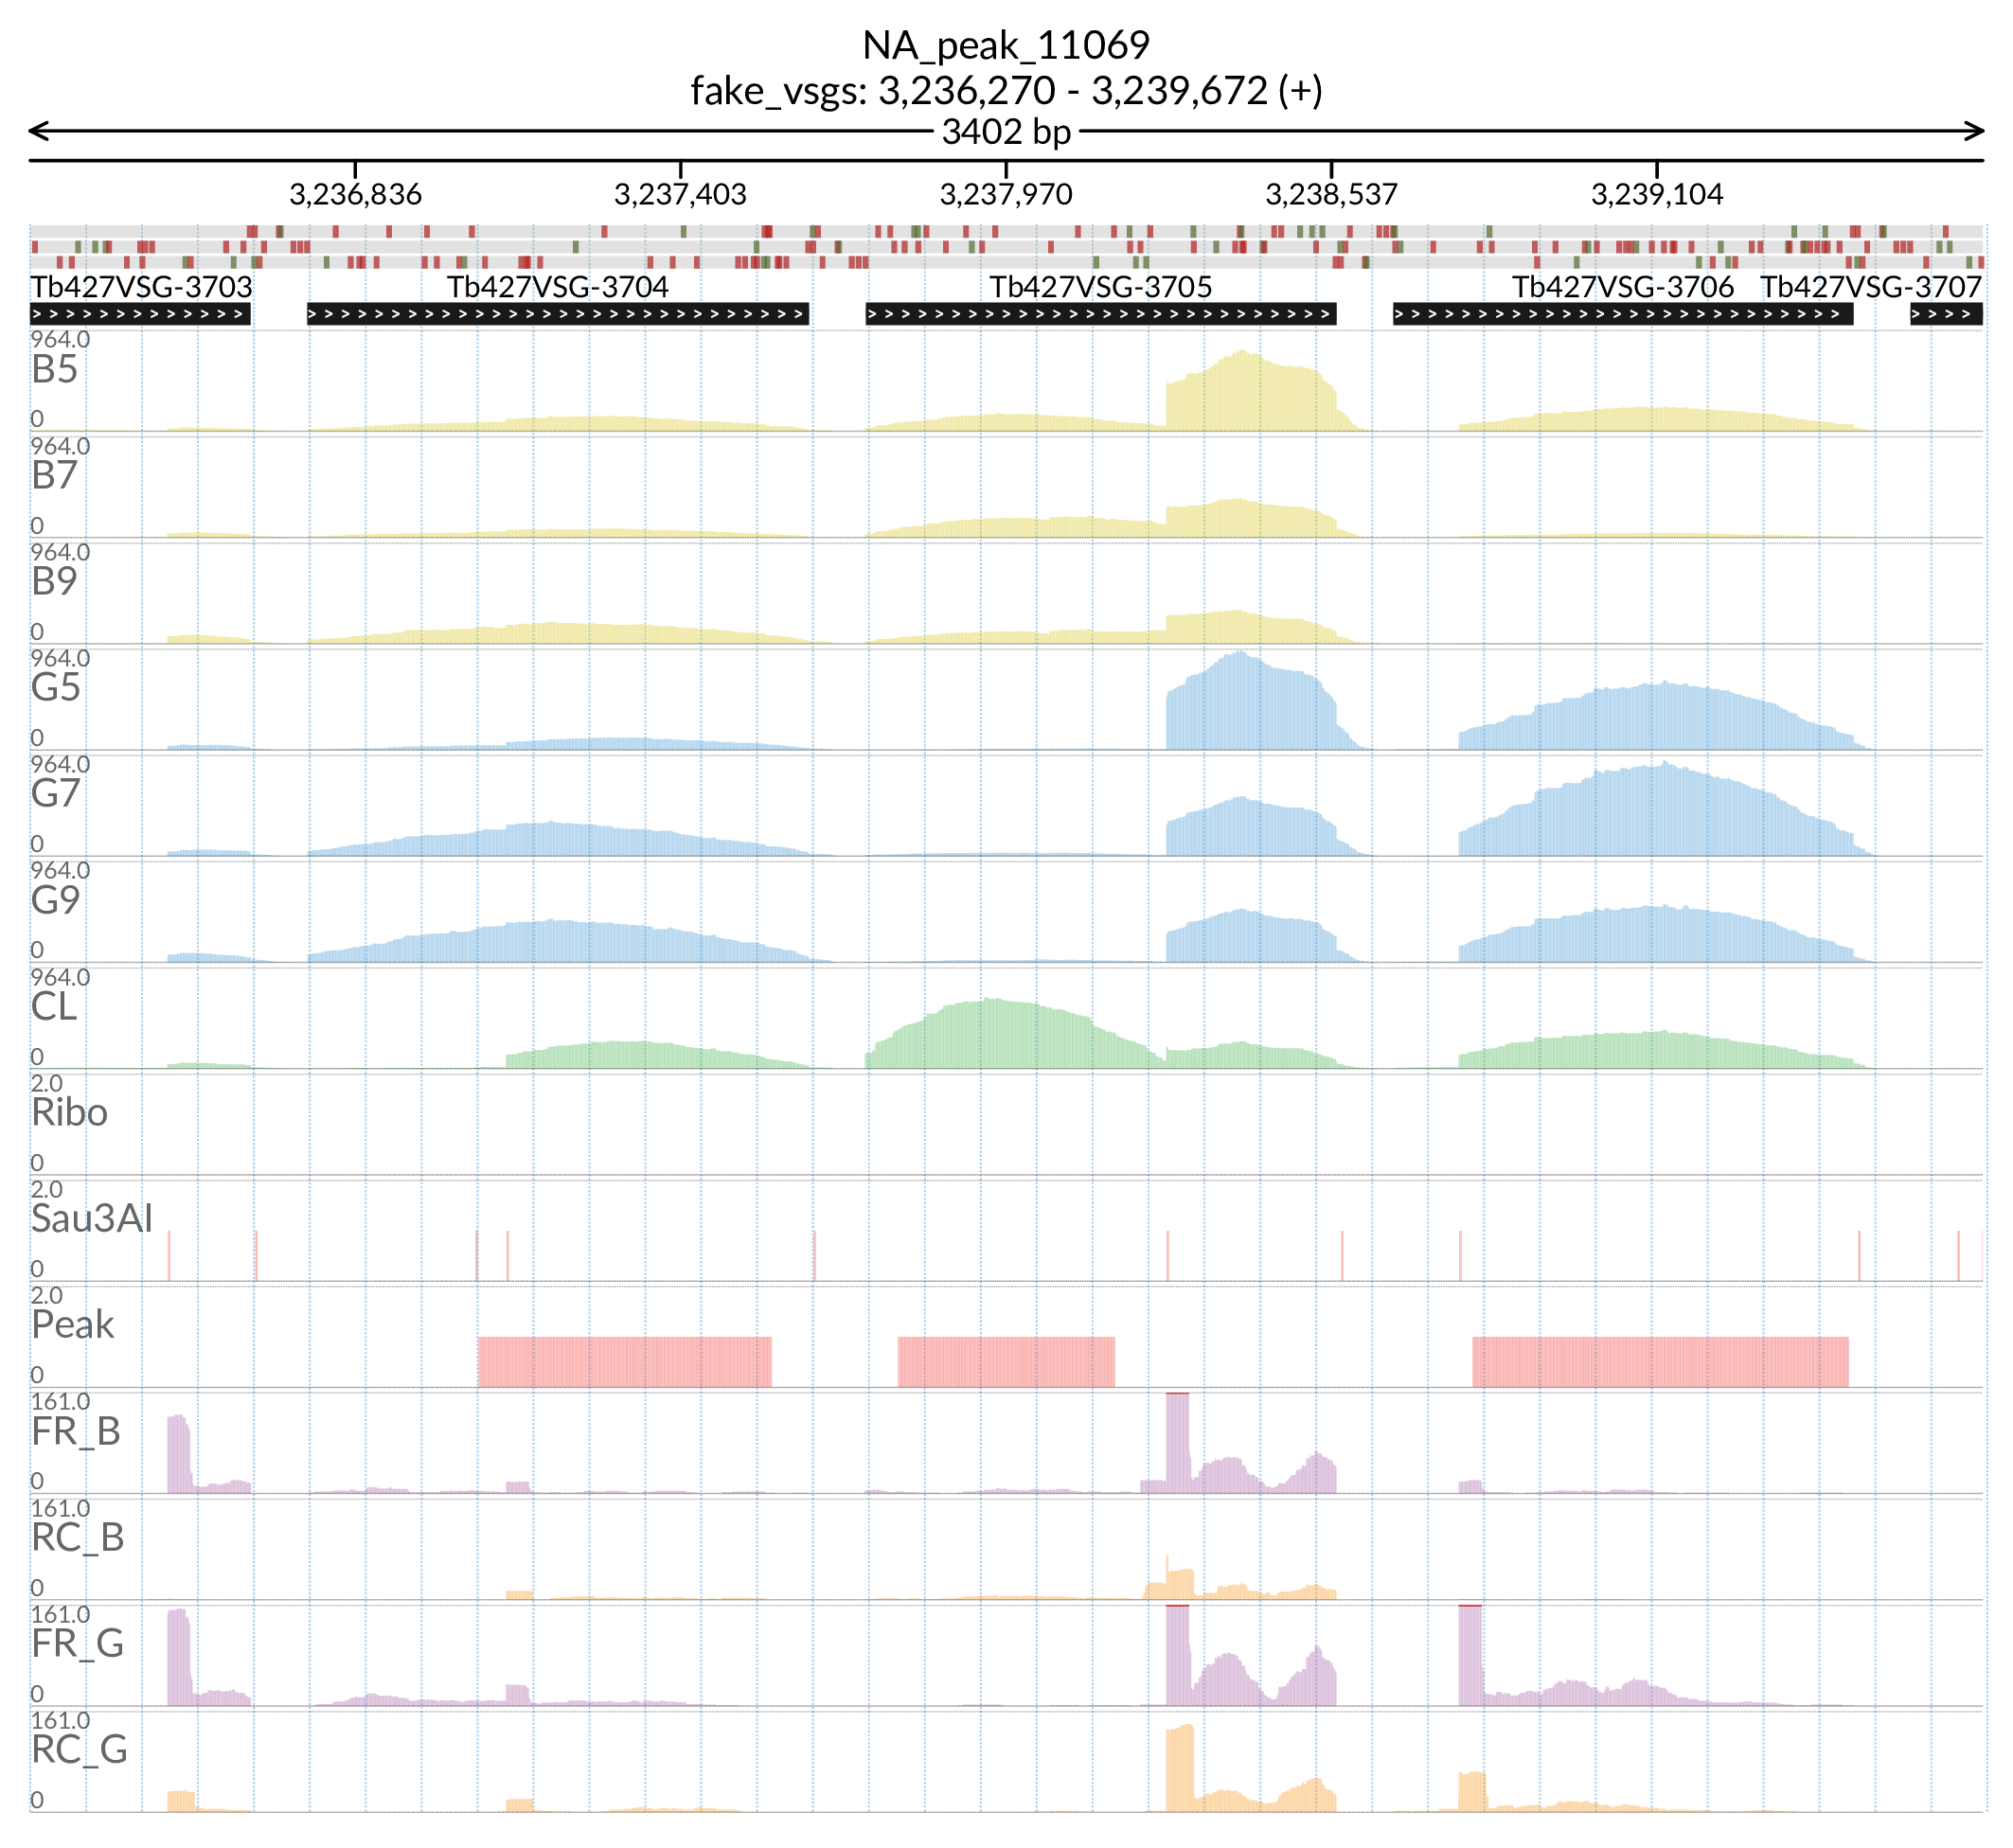 NA_peak_11069
fake_vsgs: 3,236,270 - 3,239,672 (+)
3402 bp
3,236,836 3,237,403 3,237,970 3,238,537 3,239,104
Tb427VSG-3703 Tb427VSG-3704 Tb427VSG-3705 Tb427VSG-3706 Tb427VSG-3707
964.0
B5
0
964.0
B7
0
964.0
B9
0
964.0
G5
0
964.0
G7
0
964.0
G9
0
964.0
CL
0
2.0
Ribo
0
2.0
Sau3AI
0
2.0
Peak
0
161.0
FR_B
0
161.0
RC_B
0
161.0
FR_G
0
161.0
RC_G
0